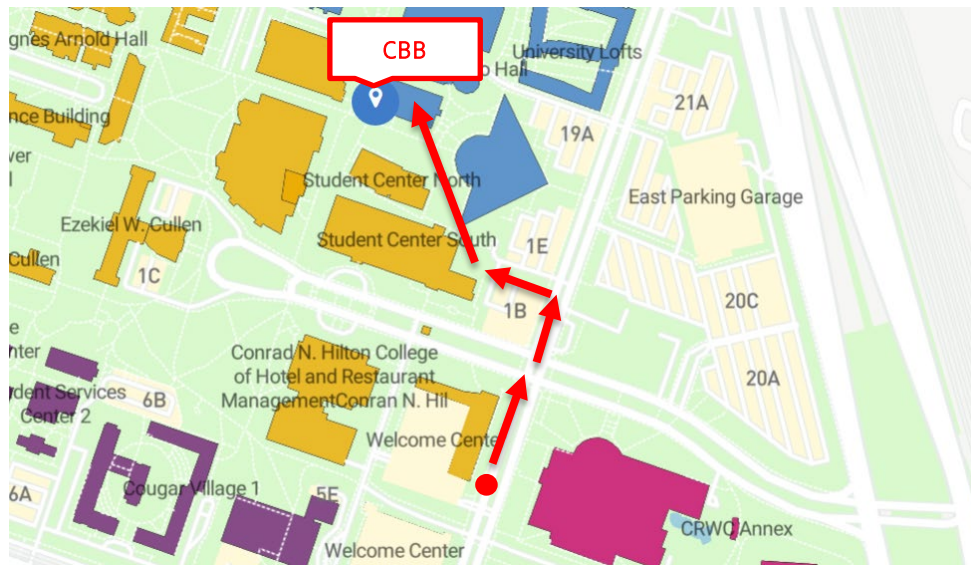 gnes Arnold Hall
CBB
University Lofts
o Hall
21A
nce Building
19A
wer
l
Student Center North
East Parking Garage
Ezekiel W. Cullen
Student Center South
1E
Cullen
1C
20C
1B
e
nter
Conrad N. Hilton College
of Hotel and Restaurant
ManagementConran N. Hil
20A
dent Services
Center 2
6B
Welcome Center
6A
Cougar Village 1
5E
CRWC Annex
Welcome Center